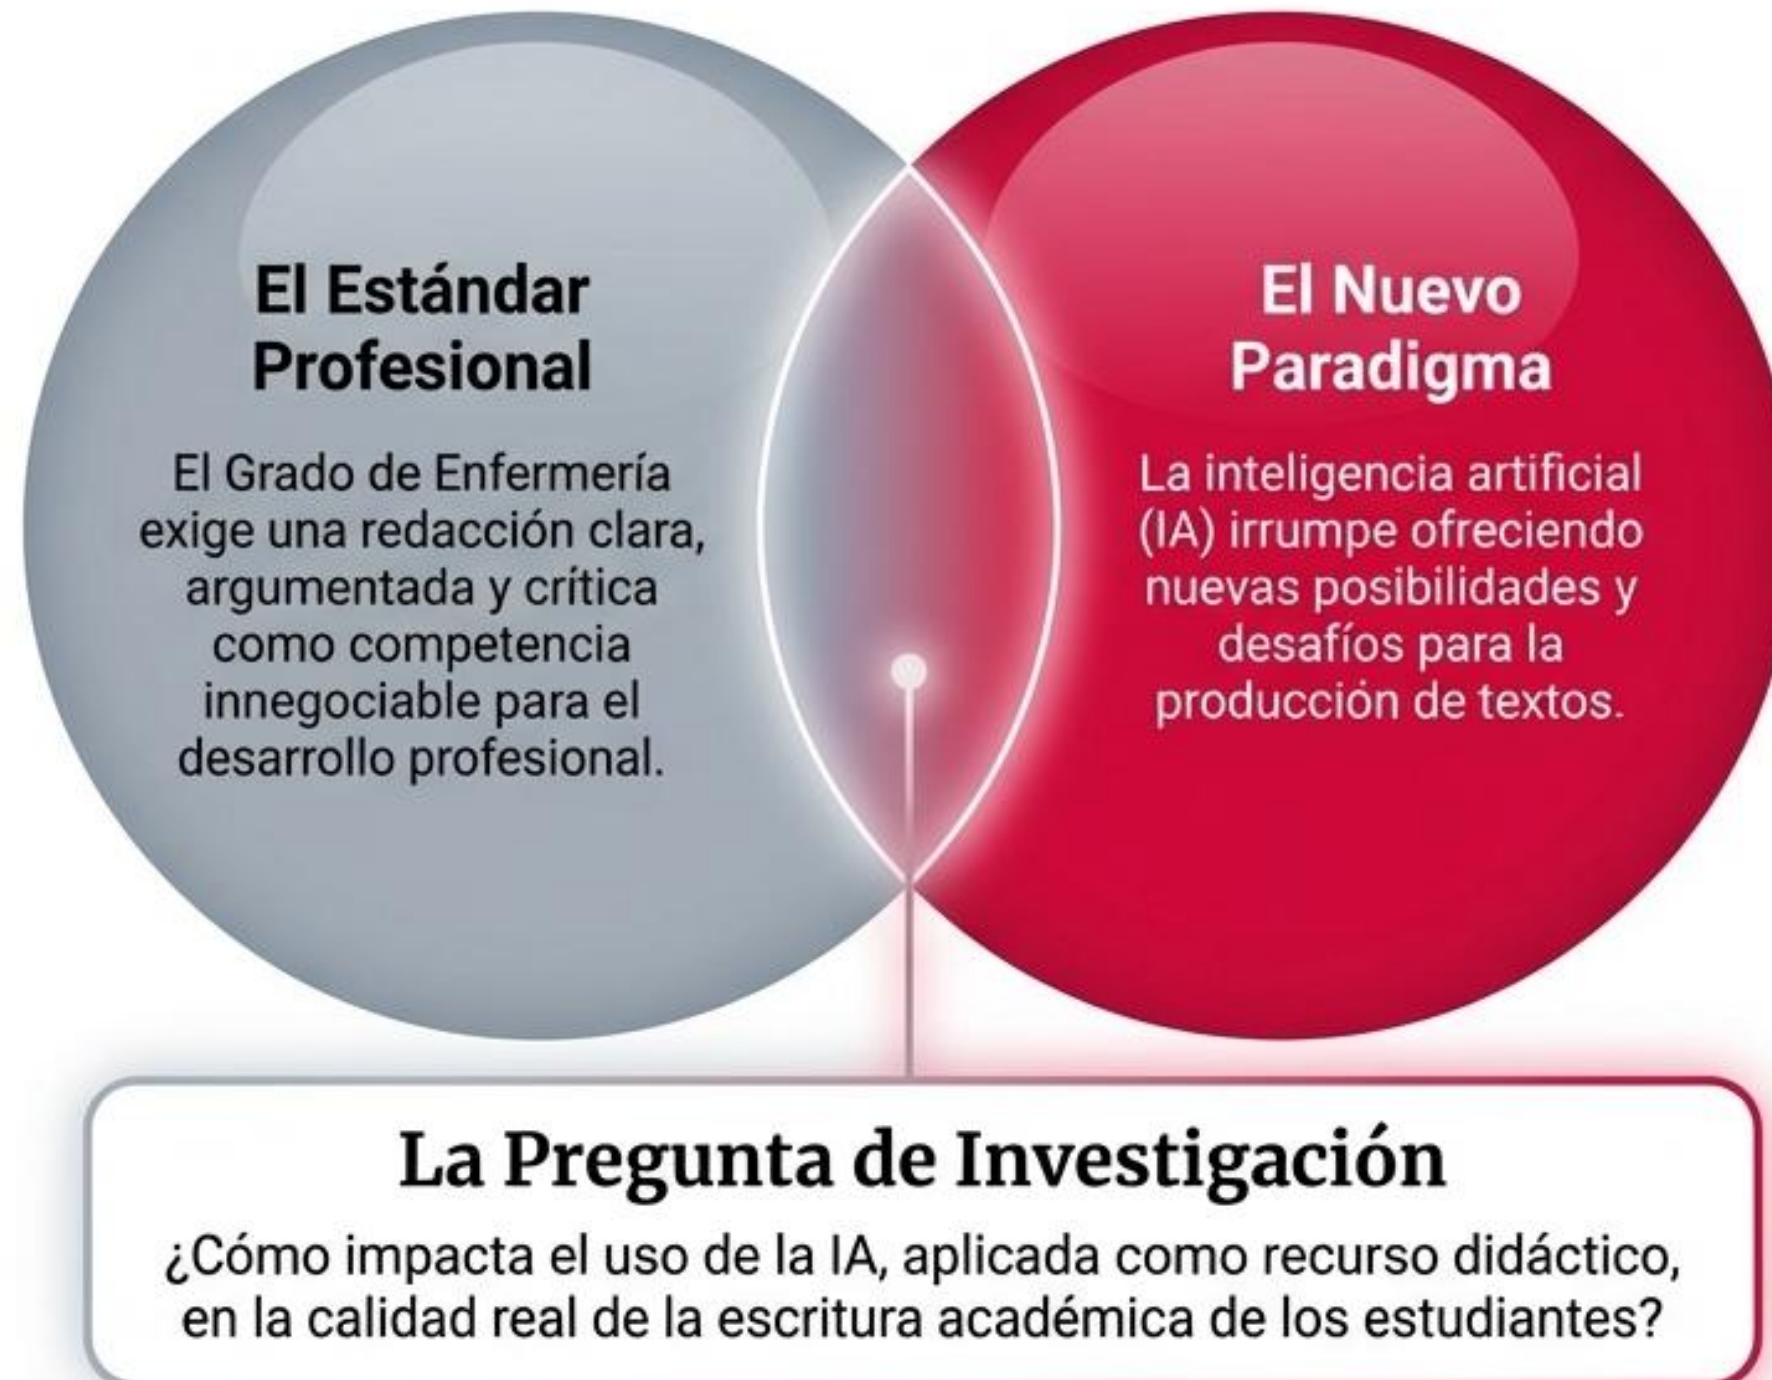 El Estándar
Profesional
El Grado de Enfermería
exige una redacción clara,
argumentada y crítica
como competencia
innegociable para el
desarrollo profesional.
El Nuevo
Paradigma
La inteligencia artificial
(IA) irrumpe ofreciendo
nuevas posibilidades y
desafíos para la
producción de textos.
La Pregunta de Investigación
¿Cómo impacta el uso de la IA, aplicada como recurso didáctico,
en la calidad real de la escritura académica de los estudiantes?